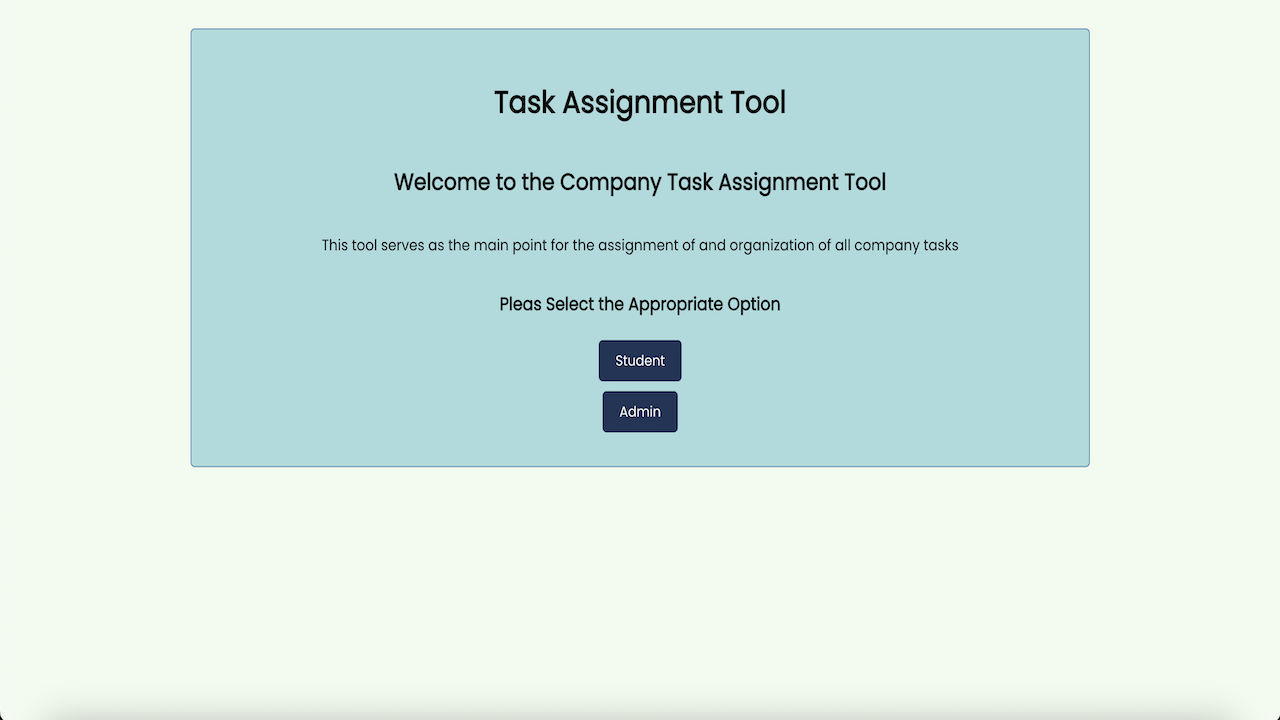 Task Assignment Tool
Welcome to the Company Task Assignment Tool
This tool serves as the main point for the assignment of and organization of all company tasks
Pleas Select the Appropriate Option
Student
Admin